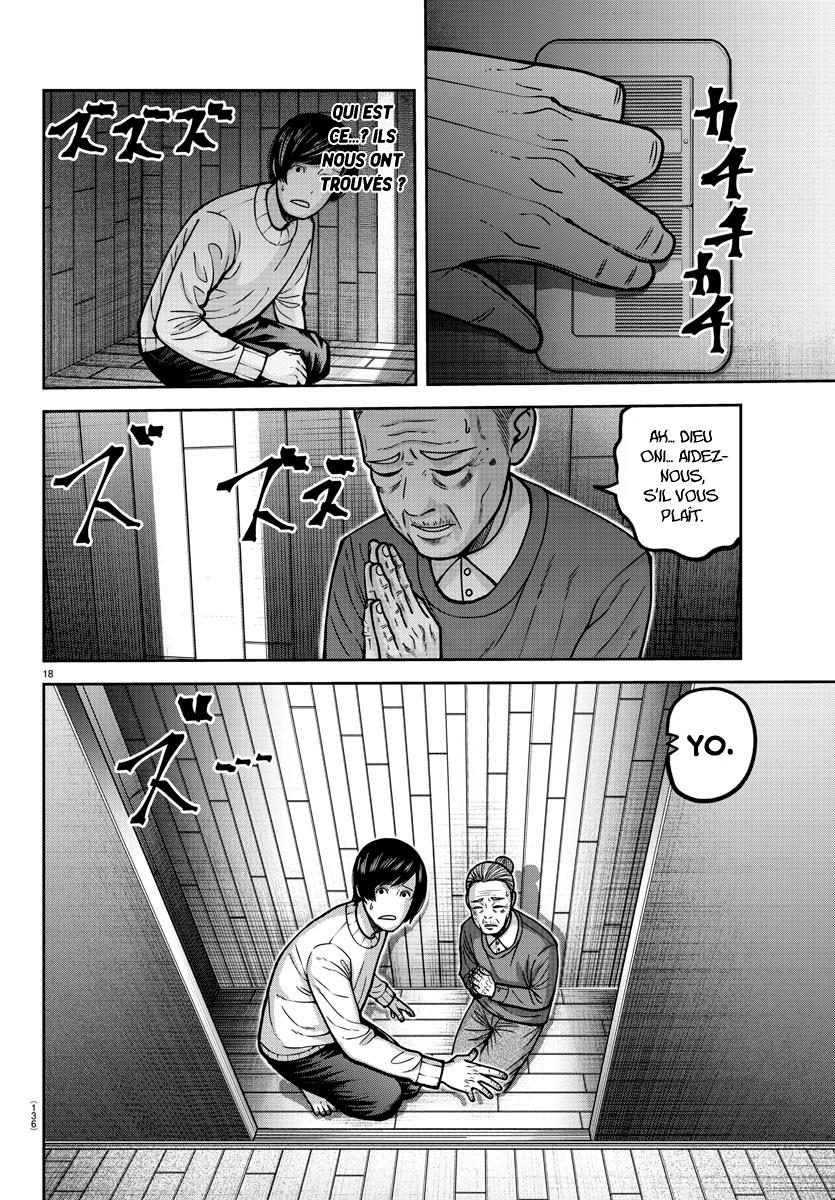 カチチカチ
ズズズ
QUI EST
CE...? ILS
NOUS ONT
TROUVÉS ?
ズズズ
AH... DIEU
ONI... AIDEZ-
NOUS,
S'IL VOUS
PLAÎT.
18
ズ...
YO.
(136)